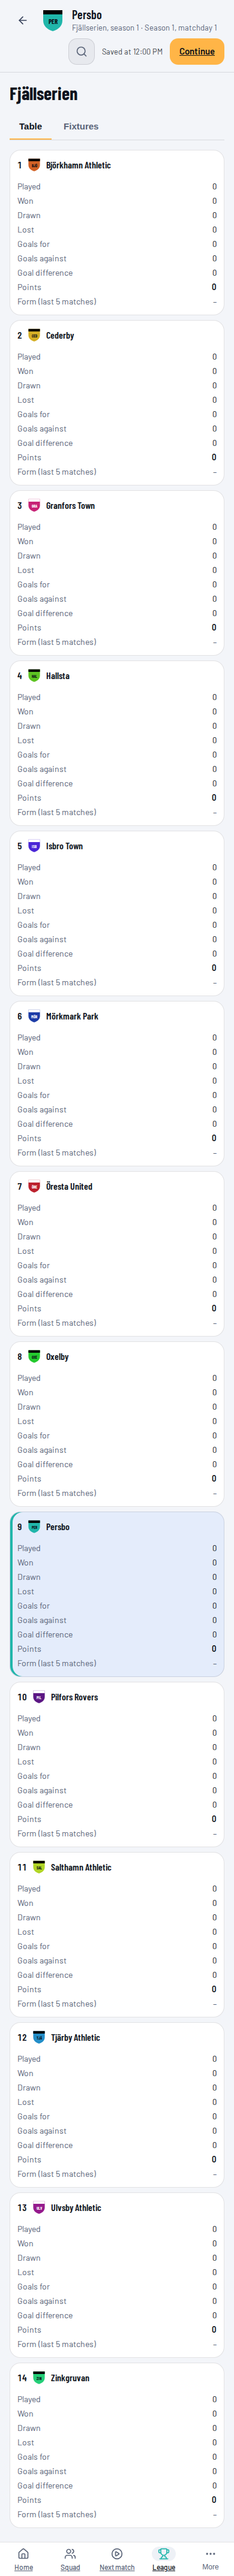 Persbo
Fjällserien, season 1 · Season 1, matchday 1
Saved at 12:00 PM
Continue
Fjällserien
Table Fixtures
1 Björkhamn Athletic
Played 0
Won 0
Drawn 0
Lost 0
Goals for 0
Goals against 0
Goal difference 0
Points 0
Form (last 5 matches) –
2 Cederby
Played 0
Won 0
Drawn 0
Lost 0
Goals for 0
Goals against 0
Goal difference 0
Points 0
Form (last 5 matches) –
3 Granfors Town
Played 0
Won 0
Drawn 0
Lost 0
Goals for 0
Goals against 0
Goal difference 0
Points 0
Form (last 5 matches) –
4 Hallsta
Played 0
Won 0
Drawn 0
Lost 0
Goals for 0
Goals against 0
Goal difference 0
Points 0
Form (last 5 matches) –
5 Isbro Town
Played 0
Won 0
Drawn 0
Lost 0
Goals for 0
Goals against 0
Goal difference 0
Points 0
Form (last 5 matches) –
6 Mörkmark Park
Played 0
Won 0
Drawn 0
Lost 0
Goals for 0
Goals against 0
Goal difference 0
Points 0
Form (last 5 matches) –
7 Öresta United
Played 0
Won 0
Drawn 0
Lost 0
Goals for 0
Goals against 0
Goal difference 0
Points 0
Form (last 5 matches) –
8 Oxelby
Played 0
Won 0
Drawn 0
Lost 0
Goals for 0
Goals against 0
Goal difference 0
Points 0
Form (last 5 matches) –
9 Persbo
Played 0
Won 0
Drawn 0
Lost 0
Goals for 0
Goals against 0
Goal difference 0
Points 0
Form (last 5 matches) –
10 Pilfors Rovers
Played 0
Won 0
Drawn 0
Lost 0
Goals for 0
Goals against 0
Goal difference 0
Points 0
Form (last 5 matches) –
11 Salthamn Athletic
Played 0
Won 0
Drawn 0
Lost 0
Goals for 0
Goals against 0
Goal difference 0
Points 0
Form (last 5 matches) –
12 Tjärby Athletic
Played 0
Won 0
Drawn 0
Lost 0
Goals for 0
Goals against 0
Goal difference 0
Points 0
Form (last 5 matches) –
13 Ulvsby Athletic
Played 0
Won 0
Drawn 0
Lost 0
Goals for 0
Goals against 0
Goal difference 0
Points 0
Form (last 5 matches) –
14 Zinkgruvan
Played 0
Won 0
Drawn 0
Lost 0
Goals for 0
Goals against 0
Goal difference 0
Points 0
Form (last 5 matches) –
Home Squad Next match League More